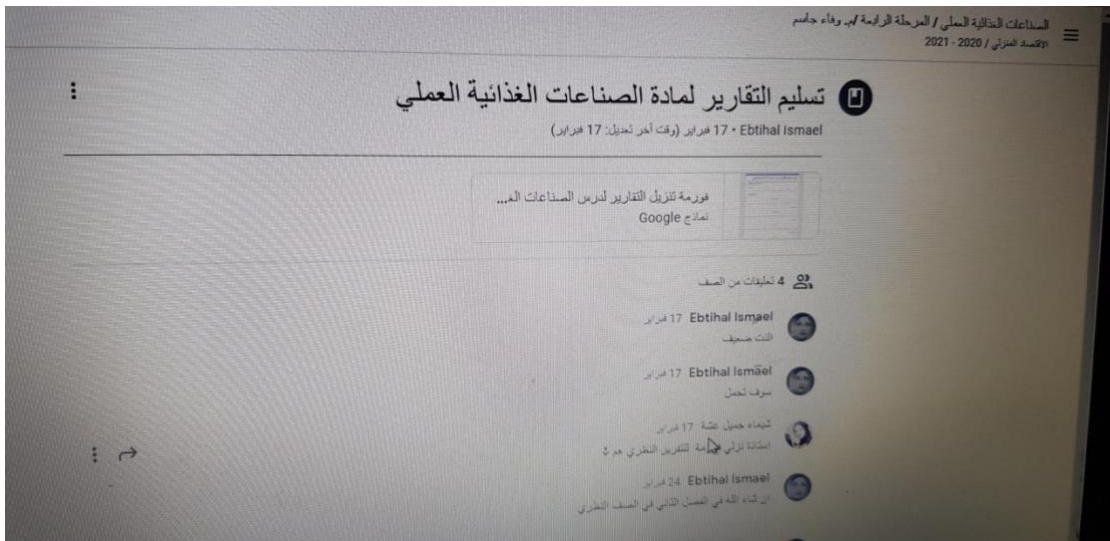 الصناعات الغذائية العملي / المرحلة الرابعة /م. وفاء جاسم
الاقتصاد المنزلي / 2020 - 2021
تسليم التقارير لمادة الصناعات الغذائية العملي
Ebtihal Ismael • 17 فبراير (وقت آخر تعديل: 17 فبراير)
فورمة تنزيل التقارير لدرس الصناعات الغ...
نماذج Google
4 تعليقات من الصف
Ebtihal Ismael 17 فبراير
النت ضعيف
Ebtihal Ismael 17 فبراير
سوف تحمل
شيماء جميل عشة 17 فبراير
استاذة نزلي للتقرير النظري هم
Ebtihal Ismael 24 فبراير
ان شاء الله في الفصل الثاني في الصف النظري